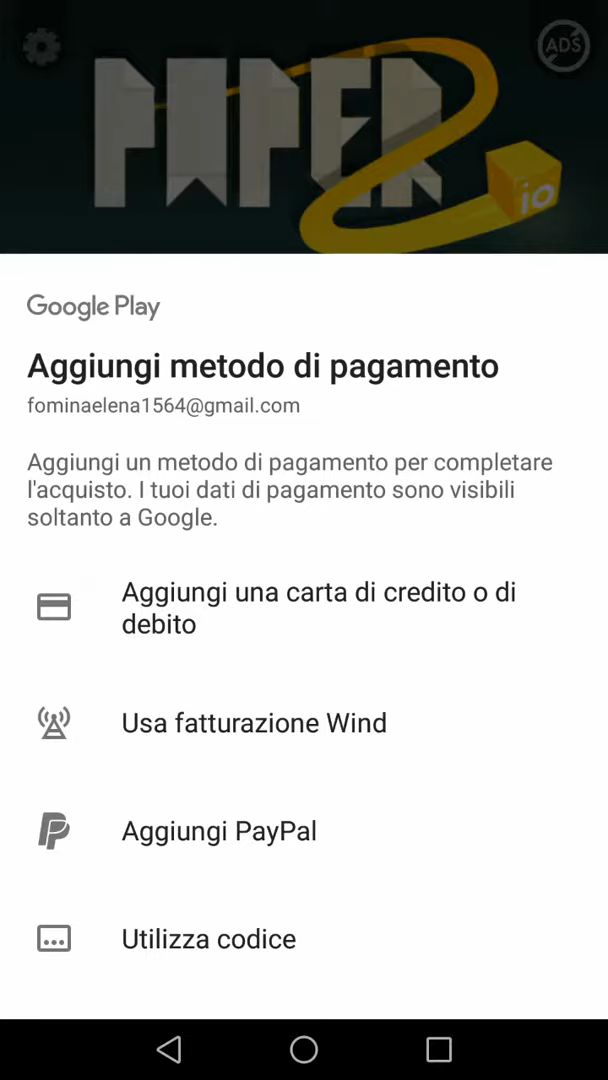 ADS
PAPER 2
io
Google Play
Aggiungi metodo di pagamento
fominaelena1564@gmail.com
Aggiungi un metodo di pagamento per completare
l'acquisto. I tuoi dati di pagamento sono visibili
soltanto a Google.
Aggiungi una carta di credito o di
debito
Usa fatturazione Wind
Aggiungi PayPal
Utilizza codice